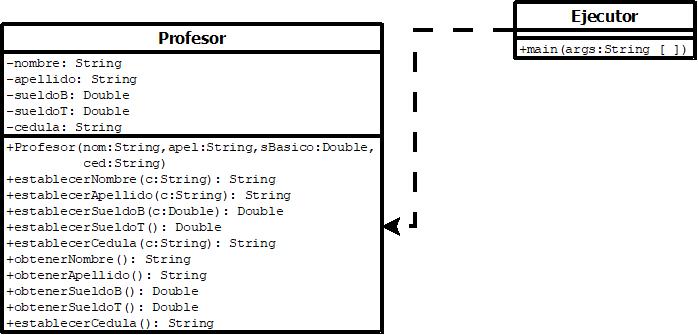 Profesor
-nombre: String
-apellido: String
-sueldoB: Double
-sueldoT: Double
-cedula: String
+Profesor(nom:String,apel:String,sBasico:Double,
ced:String)
+establecerNombre(c:String): String
+establecerApellido(c:String): String
+establecerSueldoB(c:Double): Double
+establecerSueldoT(): Double
+establecerCedula(c:String): String
+obtenerNombre(): String
+obtenerApellido(): String
+obtenerSueldoB(): Double
+obtenerSueldoT(): Double
+establecerCedula(): String
Ejecutor
+main(args:String [ ])